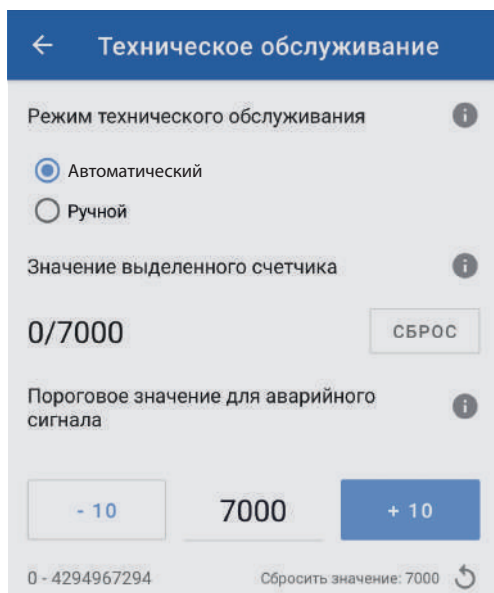 Техническое обслуживание
Режим технического обслуживания
Автоматический
Ручной
Значение выделенного счетчика
0/7000
СБРОС
Пороговое значение для аварийного
сигнала
- 10
7000
+ 10
0 - 4294967294
Сбросить значение: 7000